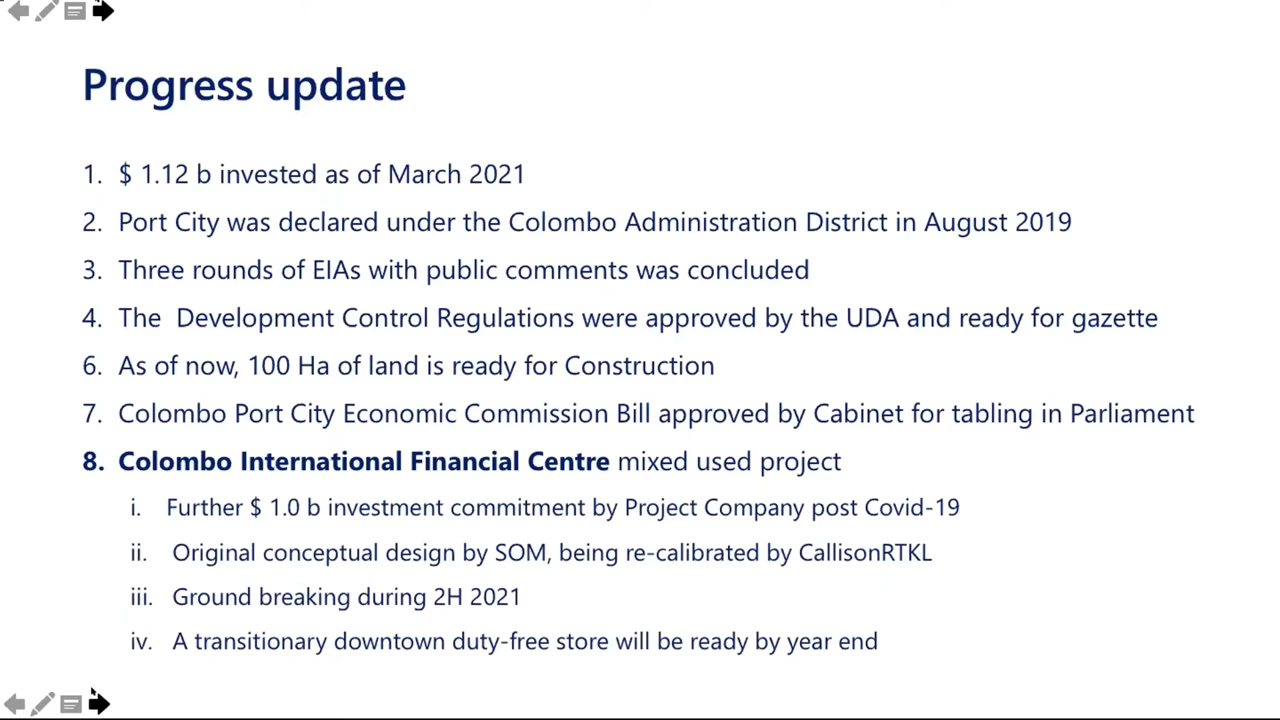 Progress update
1. $ 1.12 b invested as of March 2021
2. Port City was declared under the Colombo Administration District in August 2019
3. Three rounds of EIAs with public comments was concluded
4. The Development Control Regulations were approved by the UDA and ready for gazette
6. As of now, 100 Ha of land is ready for Construction
7. Colombo Port City Economic Commission Bill approved by Cabinet for tabling in Parliament
8. Colombo International Financial Centre mixed used project
i. Further $ 1.0 b investment commitment by Project Company post Covid-19
ii. Original conceptual design by SOM, being re-calibrated by CallisonRTKL
iii. Ground breaking during 2H 2021
iv. A transitionary downtown duty-free store will be ready by year end